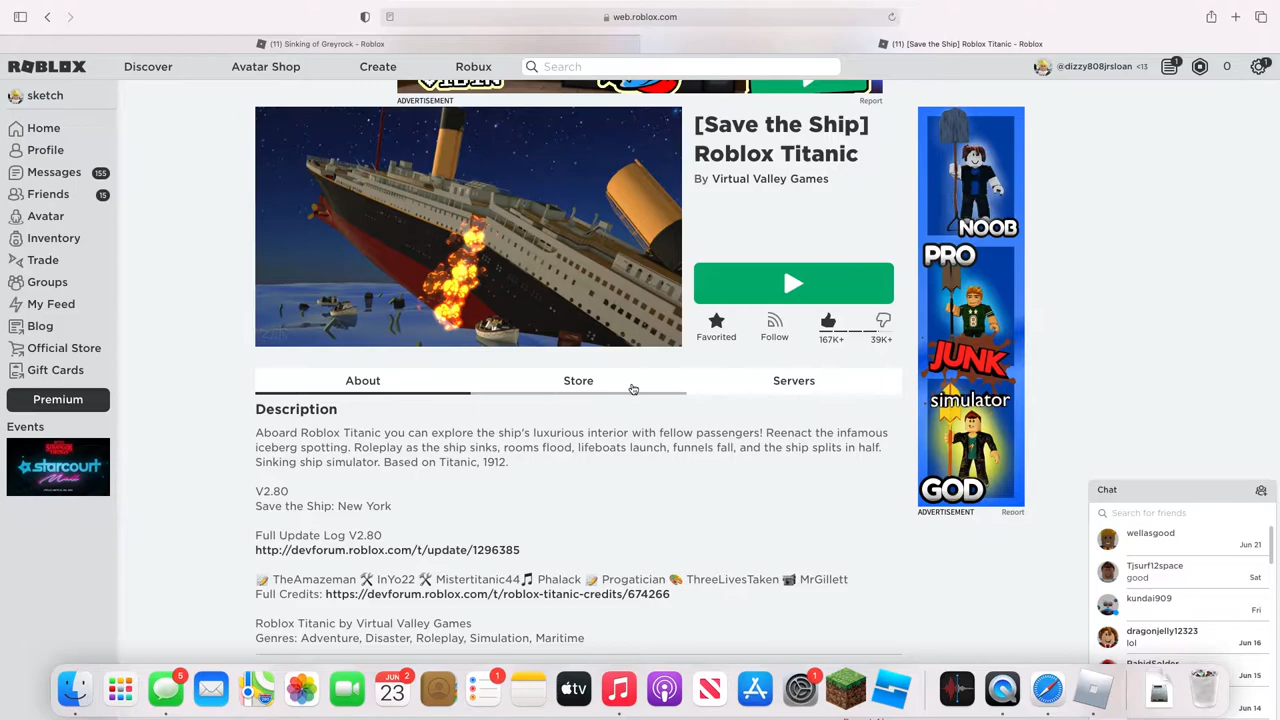 web.roblox.com
(11) Sinking of Greyrock - Roblox
(11) [Save the Ship] Roblox Titanic - Roblox
ROBLOX
Discover
Avatar Shop
Create
Robux
Search
@dizzy808jrsloan <13
1
0
1
sketch
Home
Profile
Messages 155
Friends 15
Avatar
Inventory
Trade
Groups
My Feed
Blog
Official Store
Gift Cards
Premium
Events
starcourt
ADVERTISEMENT
Report
[Save the Ship]
Roblox Titanic
By Virtual Valley Games
Favorited
Follow
167K+
39K+
About
Store
Servers
Description
Aboard Roblox Titanic you can explore the ship's luxurious interior with fellow passengers! Reenact the infamous
iceberg spotting. Roleplay as the ship sinks, rooms flood, lifeboats launch, funnels fall, and the ship splits in half.
Sinking ship simulator. Based on Titanic, 1912.
V2.80
Save the Ship: New York
Full Update Log V2.80
http://devforum.roblox.com/t/update/1296385
📝 TheAmazeman 🛠 InYo22 🛠 Mistertitanic44🎵 Phalack 📝 Progatician 🎨 ThreeLivesTaken 📹 MrGillett
Full Credits: https://devforum.roblox.com/t/roblox-titanic-credits/674266
Roblox Titanic by Virtual Valley Games
Genres: Adventure, Disaster, Roleplay, Simulation, Maritime
NOOB
PRO
JUNK
simulator
GOD
ADVERTISEMENT
Report
Chat
Search for friends
wellasgood
Jun 21
Tjsurf12space
good
Sat
kundai909
Fri
dragonjelly12323
lol
Jun 16
RabidSolder
Jun 15
Jun 14
5
JUN
23
2
1
tv
1